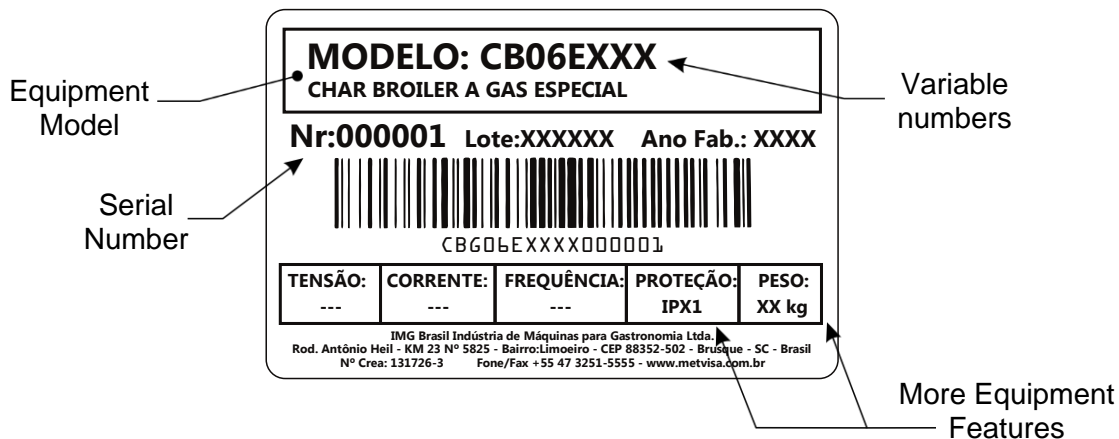 MODELO: CB06EXXX
CHAR BROILER A GAS ESPECIAL
Equipment
Model
Variable
numbers
Nr:000001 Lote:XXXXXX Ano Fab.: XXXX
Serial
Number
CBG06EXXXX000001
TENSÃO: CORRENTE: FREQUÊNCIA: PROTEÇÃO: PESO:
--- --- --- IPX1 XX kg
IMG Brasil Indústria de Máquinas para Gastronomia Ltda.
Rod. Antônio Heil - KM 23 Nº 5825 - Bairro:Limoeiro - CEP 88352-502 - Brusque - SC - Brasil
Nº Crea: 131726-3 Fone/Fax +55 47 3251-5555 - www.metvisa.com.br
More Equipment
Features